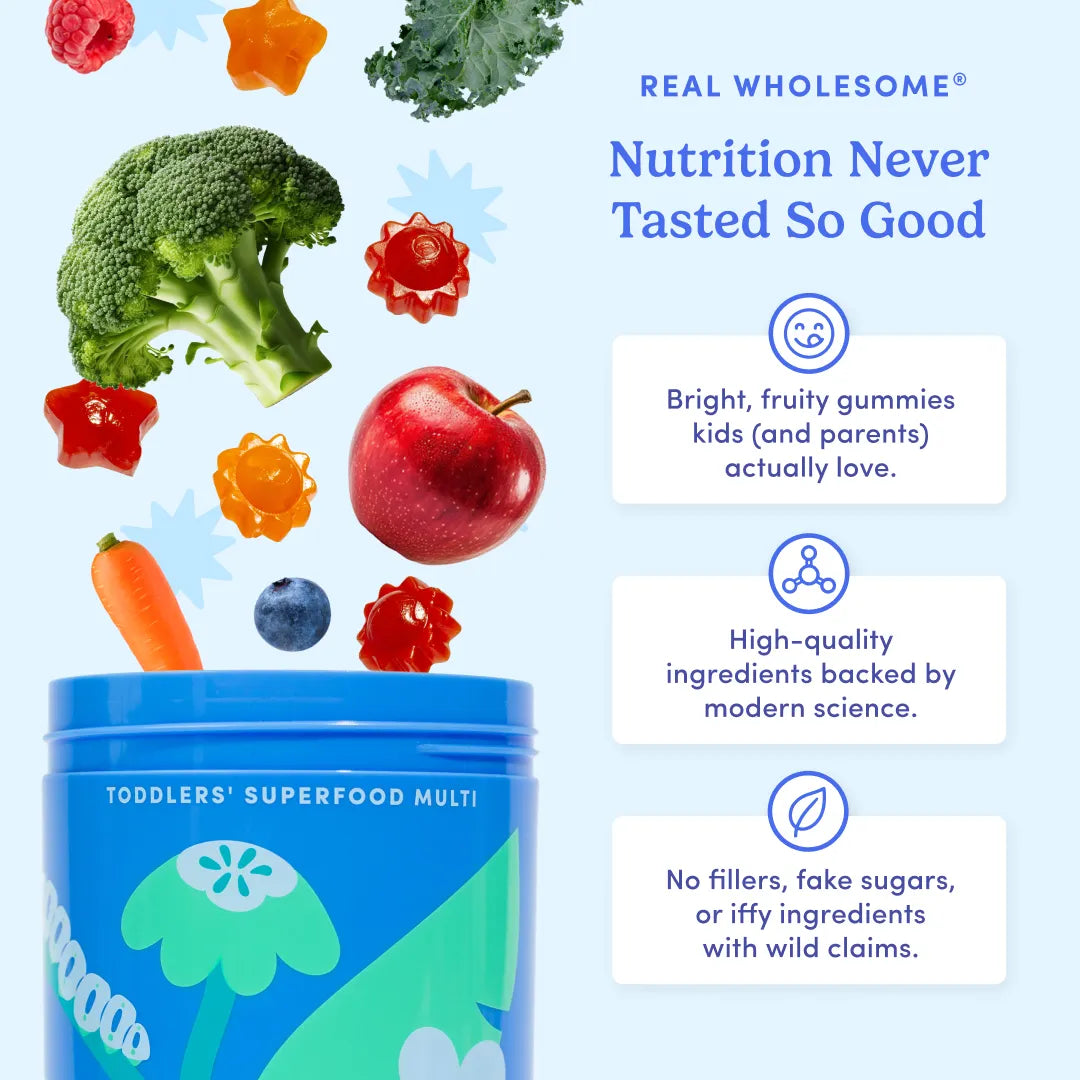 REAL WHOLESOME®
Nutrition Never
Tasted So Good
Bright, fruity gummies
kids (and parents)
actually love.
High-quality
ingredients backed by
modern science.
No fillers, fake sugars,
or iffy ingredients
with wild claims.
TODDLERS' SUPERFOOD MULTI